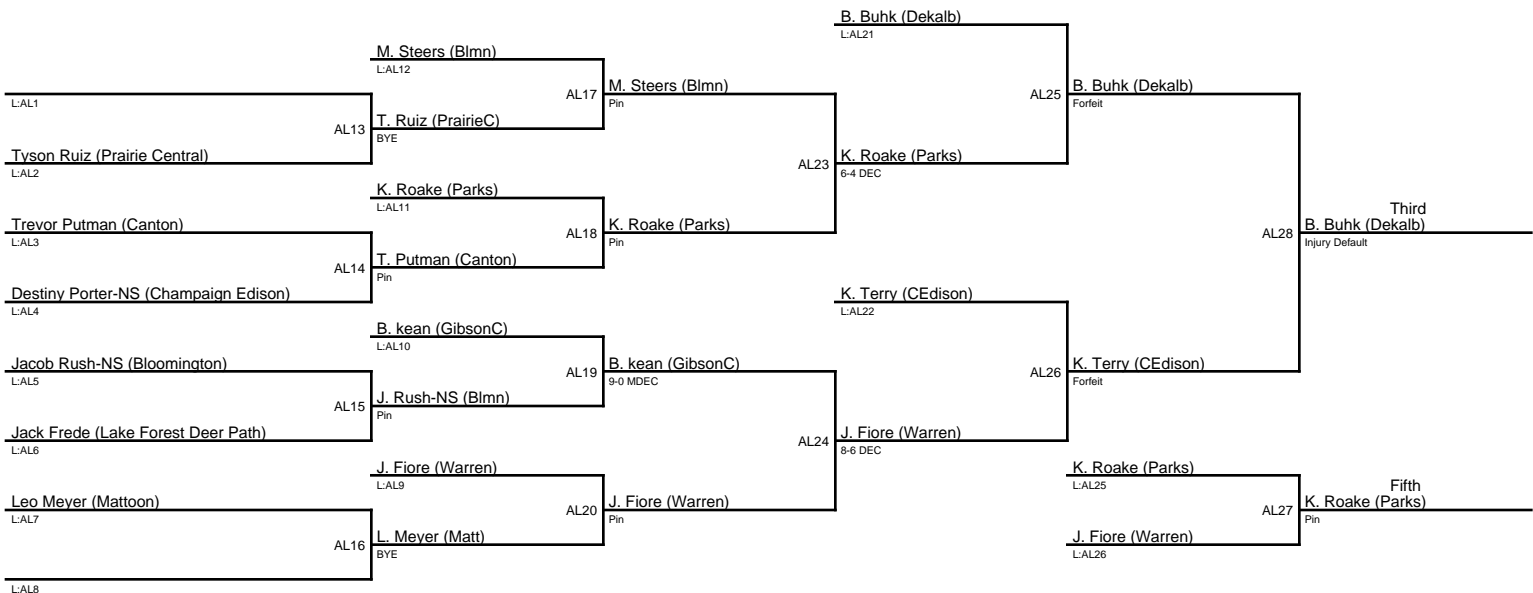 B. Buhk (Dekalb)
L:AL21
M. Steers (Blmn)
L:AL12
L:AL1
AL17
M. Steers (Blmn)
Pin
AL25
B. Buhk (Dekalb)
Forfeit
AL13
T. Ruiz (PrairieC)
BYE
Tyson Ruiz (Prairie Central)
L:AL2
AL23
K. Roake (Parks)
6-4 DEC
K. Roake (Parks)
L:AL11
Trevor Putman (Canton)
L:AL3
AL18
K. Roake (Parks)
Pin
AL28
Third
B. Buhk (Dekalb)
Injury Default
AL14
T. Putman (Canton)
Pin
Destiny Porter-NS (Champaign Edison)
L:AL4
K. Terry (CEdison)
L:AL22
B. kean (GibsonC)
L:AL10
Jacob Rush-NS (Bloomington)
L:AL5
AL19
B. kean (GibsonC)
9-0 MDEC
AL26
K. Terry (CEdison)
Forfeit
AL15
J. Rush-NS (Blmn)
Pin
Jack Frede (Lake Forest Deer Path)
L:AL6
AL24
J. Fiore (Warren)
8-6 DEC
J. Fiore (Warren)
L:AL9
K. Roake (Parks)
L:AL25
Leo Meyer (Mattoon)
L:AL7
AL20
J. Fiore (Warren)
Pin
AL27
Fifth
K. Roake (Parks)
Pin
AL16
L. Meyer (Matt)
BYE
J. Fiore (Warren)
L:AL26
L:AL8